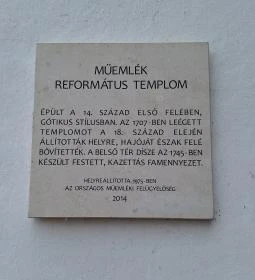 MŰEMLÉK
REFORMÁTUS TEMPLOM
ÉPÜLT A 14. SZÁZAD ELSŐ FELÉBEN,
GÓTIKUS STÍLUSBAN. AZ 1707-BEN LEÉGETT
TEMPLOMOT A 18. SZÁZAD ELEJÉN
ÁLLÍTOTTÁK HELYRE, HAJÓJÁT ÉSZAK FELÉ
BŐVÍTETTÉK. A BELSŐ TÉR DÍSZE AZ 1745-BEN
KÉSZÜLT FESTETT, KAZETTÁS FAMENNYEZET.
HELYREÁLLÍTOTTA 1975-BEN
AZ ORSZÁGOS MŰEMLÉKI FELÜGYELŐSÉG
2014